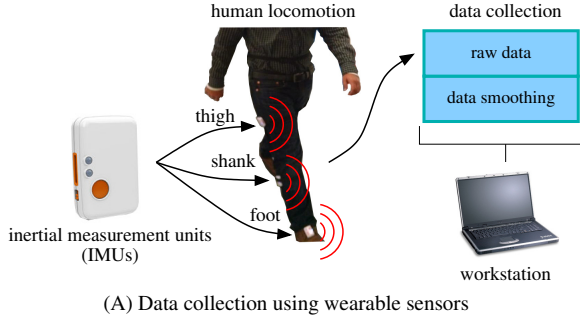 human locomotion
data collection
raw data
data smoothing
thigh
shank
foot
inertial measurement units
(IMUs)
workstation
(A) Data collection using wearable sensors